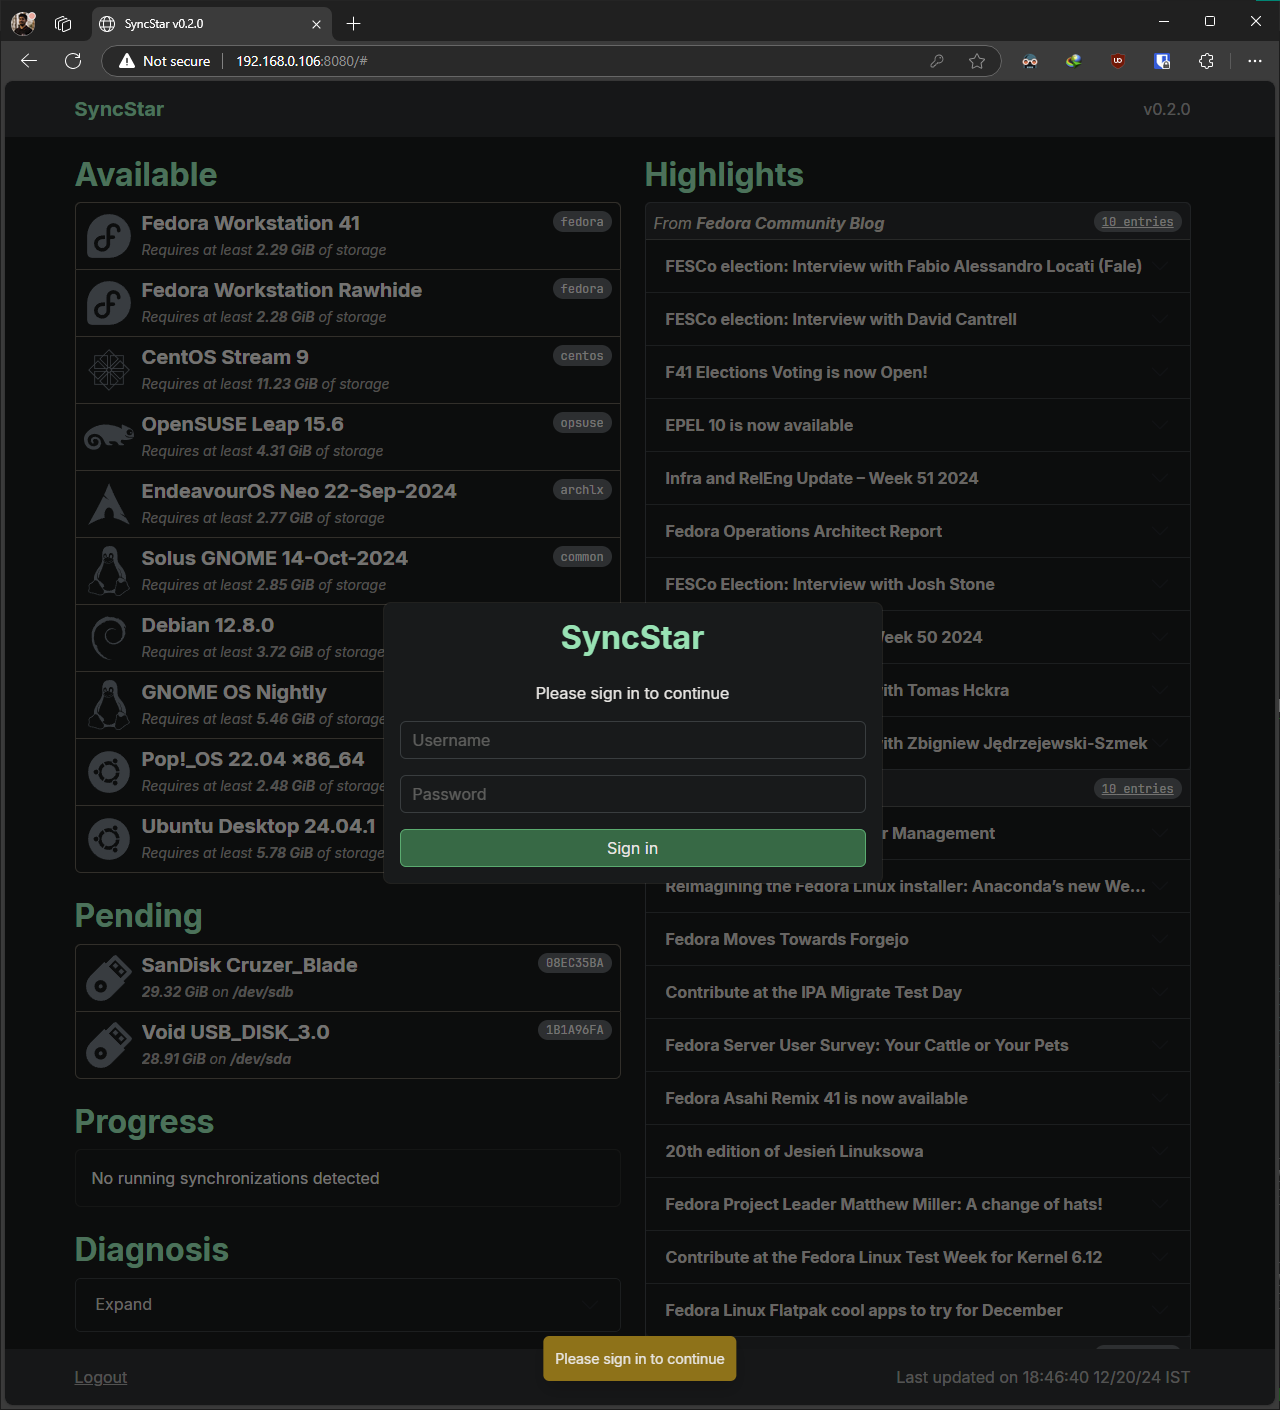 SyncStar v0.2.0
Not secure
192.168.0.106:8080/#
SyncStar
v0.2.0
Available
Fedora Workstation 41
fedora
Requires at least 2.29 GiB of storage
Fedora Workstation Rawhide
fedora
Requires at least 2.28 GiB of storage
CentOS Stream 9
centos
Requires at least 11.23 GiB of storage
OpenSUSE Leap 15.6
opsuse
Requires at least 4.31 GiB of storage
EndeavourOS Neo 22-Sep-2024
archlx
Requires at least 2.77 GiB of storage
Solus GNOME 14-Oct-2024
common
Requires at least 2.85 GiB of storage
Debian 12.8.0
Requires at least 3.72 GiB of storage
GNOME OS Nightly
Requires at least 5.46 GiB of storage
Pop!_OS 22.04 x86_64
Requires at least 2.48 GiB of storage
Ubuntu Desktop 24.04.1
Requires at least 5.78 GiB of storage
Pending
SanDisk Cruzer_Blade
08EC35BA
29.32 GiB on /dev/sdb
Void USB_DISK_3.0
1B1A96FA
28.91 GiB on /dev/sda
Progress
No running synchronizations detected
Diagnosis
Expand
Highlights
From Fedora Community Blog
10 entries
FESCo election: Interview with Fabio Alessandro Locati (Fale)
FESCo election: Interview with David Cantrell
F41 Elections Voting is now Open!
EPEL 10 is now available
Infra and RelEng Update – Week 51 2024
Fedora Operations Architect Report
FESCo Election: Interview with Josh Stone
Week 50 2024
with Tomas Hckra
with Zbigniew Jędrzejewski-Szmek
10 entries
r Management
Reimagining the Fedora Linux installer: Anaconda’s new We...
Fedora Moves Towards Forgejo
Contribute at the IPA Migrate Test Day
Fedora Server User Survey: Your Cattle or Your Pets
Fedora Asahi Remix 41 is now available
20th edition of Jesień Linuksowa
Fedora Project Leader Matthew Miller: A change of hats!
Contribute at the Fedora Linux Test Week for Kernel 6.12
Fedora Linux Flatpak cool apps to try for December
SyncStar
Please sign in to continue
Username
Password
Sign in
Please sign in to continue
Logout
Last updated on 18:46:40 12/20/24 IST